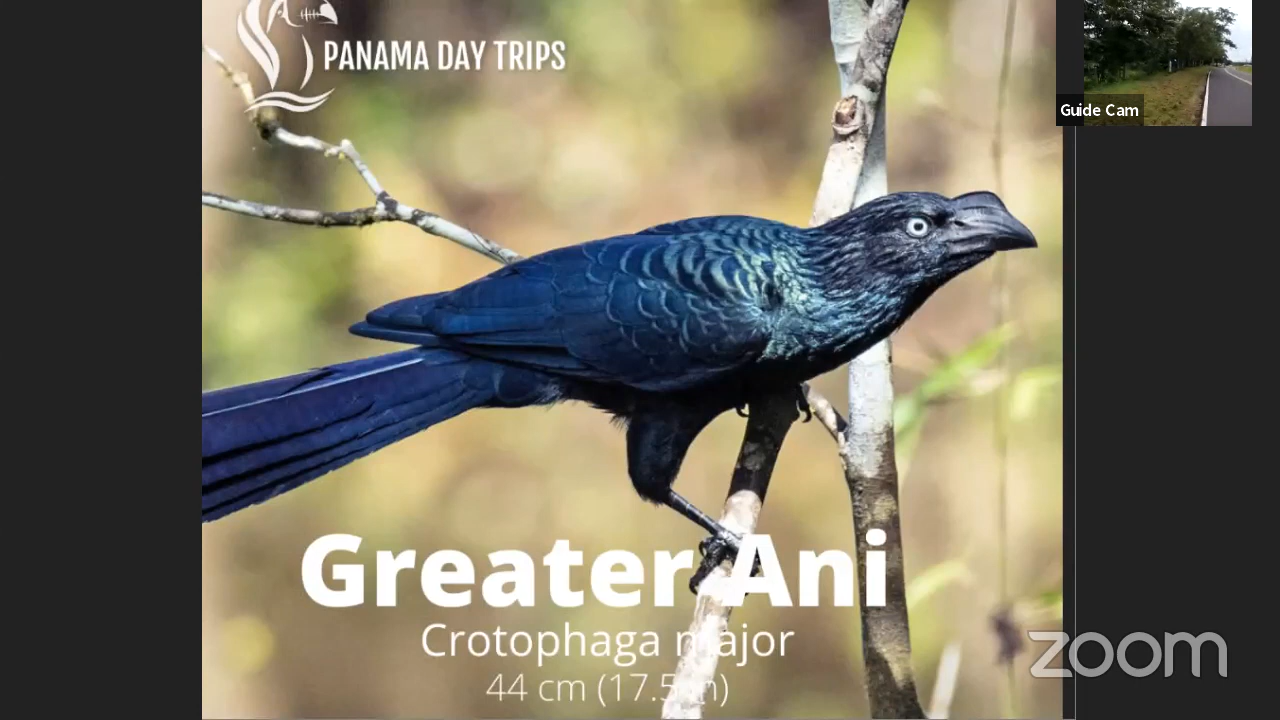 PANAMA DAY TRIPS
Guide Cam
Greater Ani
Crotophaga major
44 cm (17.5 in)
zoom